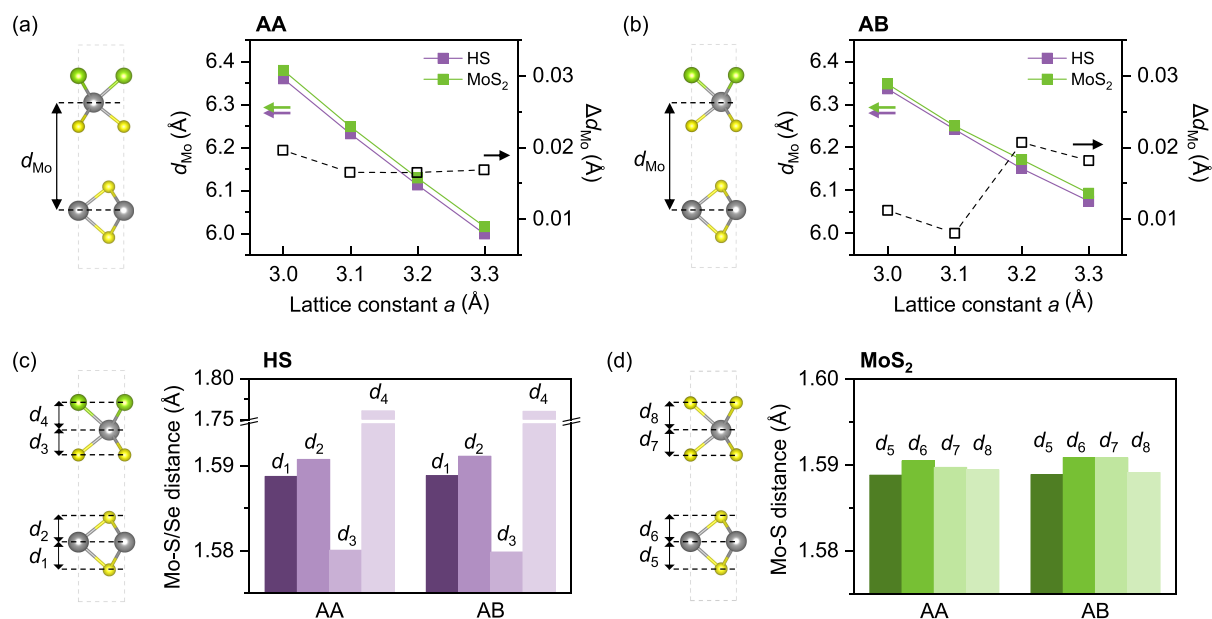 (a)
AA
d_Mo
d_Mo (Å)
6.4
6.3
6.2
6.1
6.0
HS
MoS₂
0.03
0.02
0.01
Δd_Mo (Å)
3.0 3.1 3.2 3.3
Lattice constant a (Å)
(b)
AB
d_Mo
d_Mo (Å)
6.4
6.3
6.2
6.1
6.0
HS
MoS₂
0.03
0.02
0.01
Δd_Mo (Å)
3.0 3.1 3.2 3.3
Lattice constant a (Å)
(c)
HS
d₄
d₃
d₂
d₁
Mo-S/Se distance (Å)
1.80
1.75
1.59
1.58
d₁ d₂ d₃ d₄
d₁ d₂ d₃ d₄
AA AB
(d)
MoS₂
d₈
d₇
d₆
d₅
Mo-S distance (Å)
1.60
1.59
1.58
d₅ d₆ d₇ d₈
d₅ d₆ d₇ d₈
AA AB